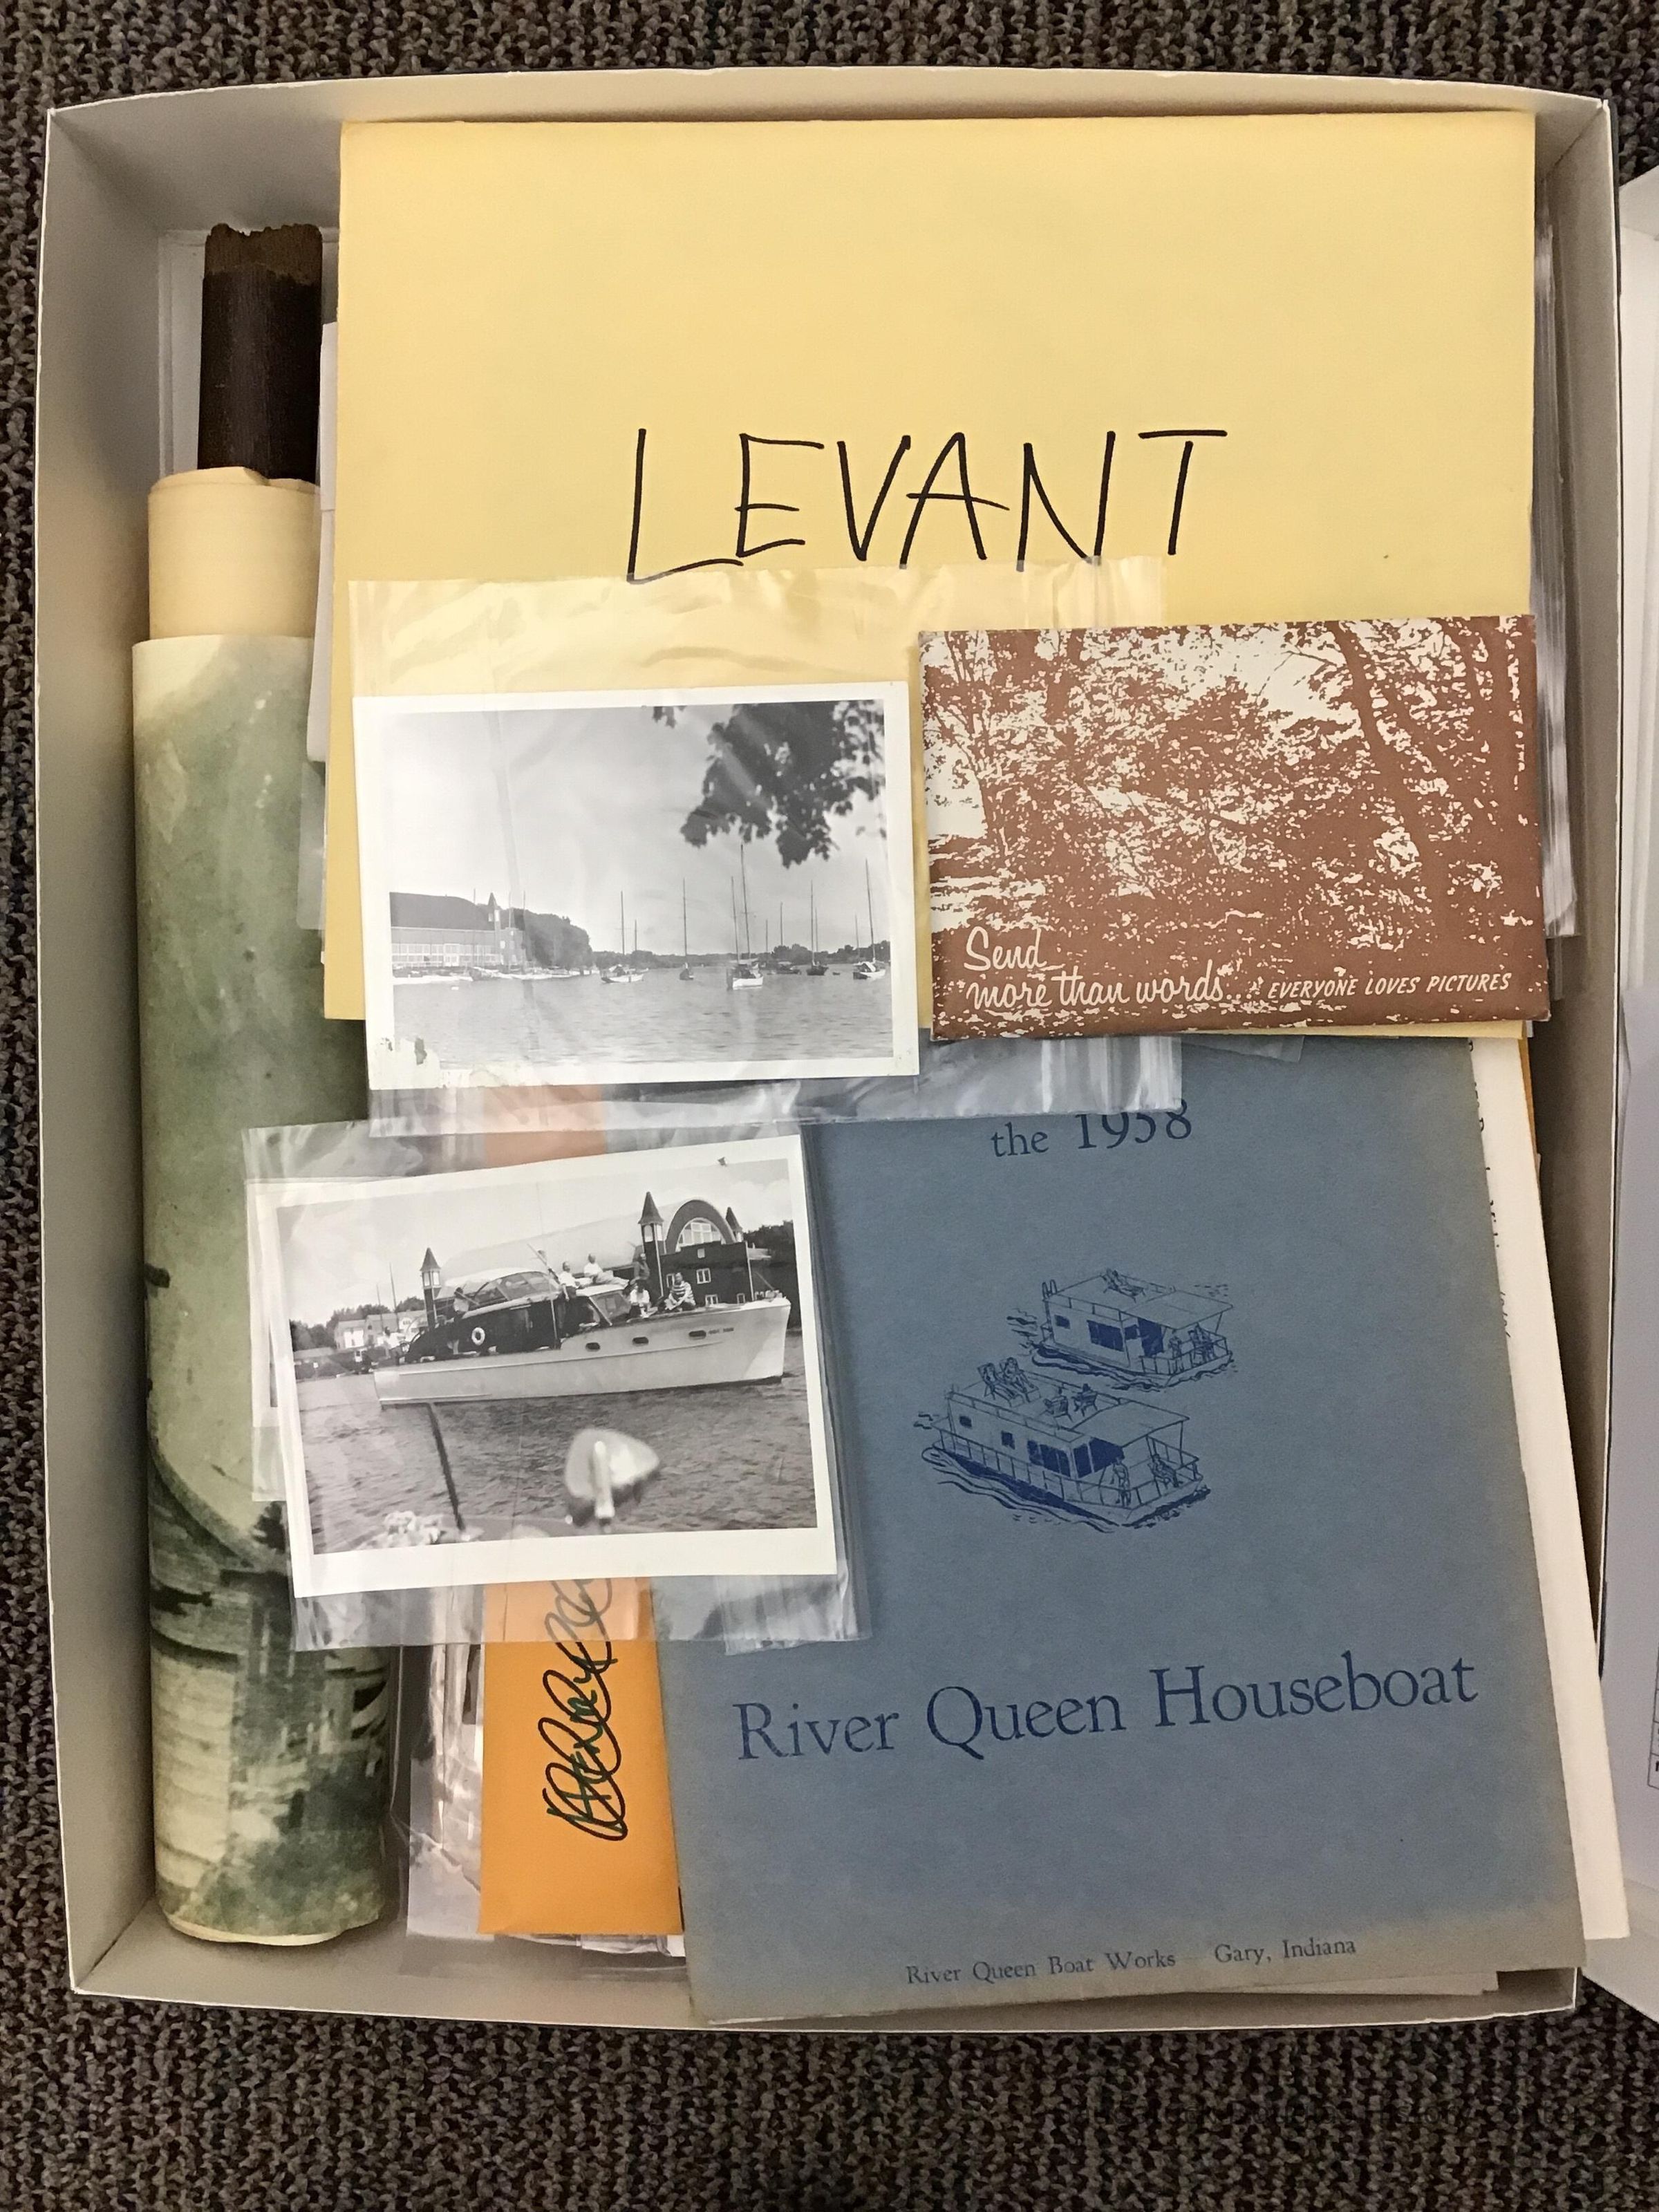 LEVANT
Send
more than words... EVERYONE LOVES PICTURES
the 1958
River Queen Houseboat
River Queen Boat Works Gary, Indiana